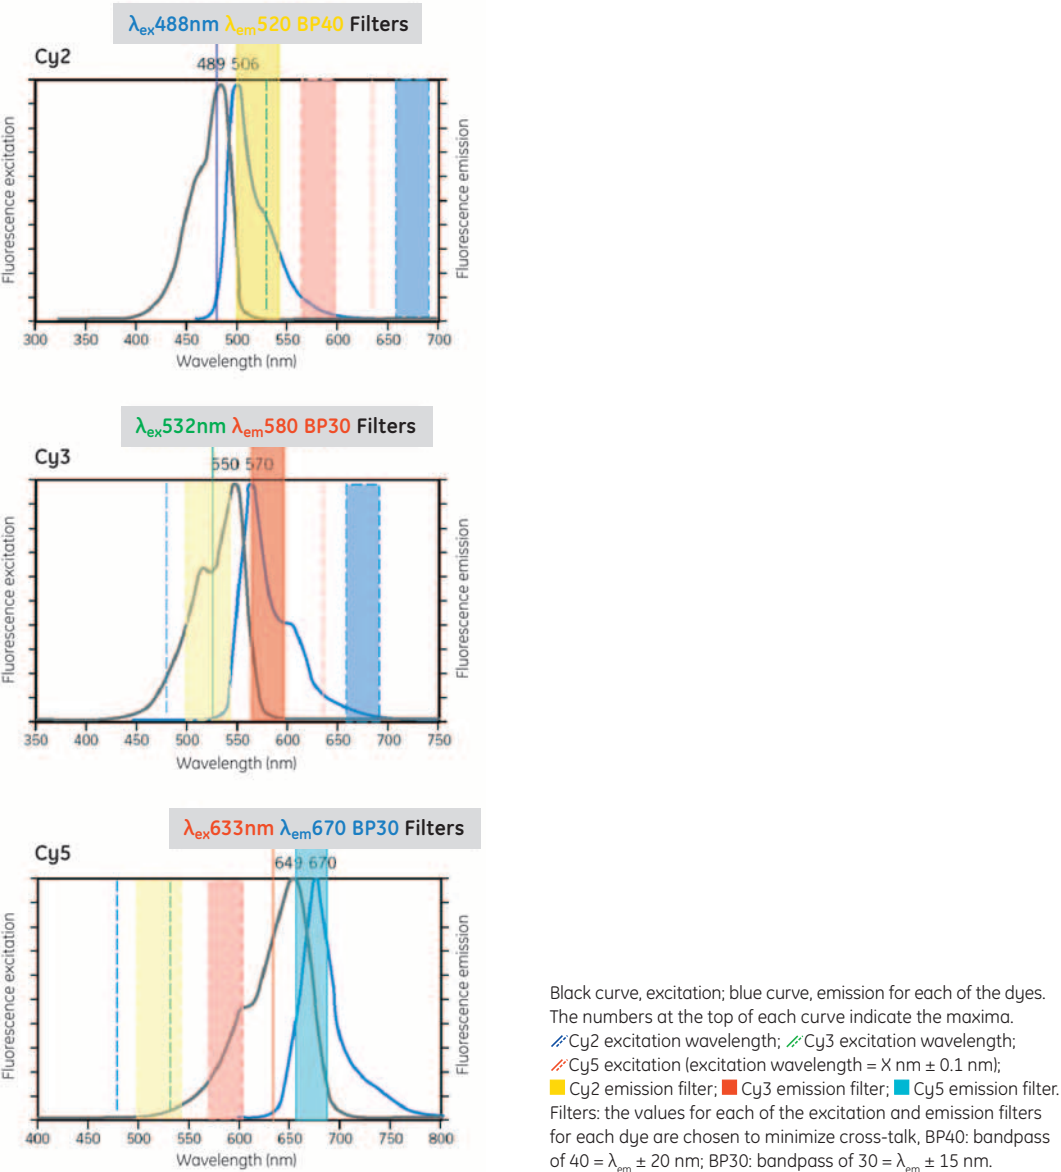 λex488nm λem520 BP40 Filters
Cy2
489 506
Fluorescence excitation
Fluorescence emission
300 350 400 450 500 550 600 650 700
Wavelength (nm)
λex532nm λem580 BP30 Filters
Cy3
550 570
Fluorescence excitation
Fluorescence emission
350 400 450 500 550 600 650 700 750
Wavelength (nm)
λex633nm λem670 BP30 Filters
Cy5
649 670
Fluorescence excitation
Fluorescence emission
400 450 500 550 600 650 700 750 800
Wavelength (nm)
Black curve, excitation; blue curve, emission for each of the dyes.
The numbers at the top of each curve indicate the maxima.
Cy2 excitation wavelength; Cy3 excitation wavelength;
Cy5 excitation (excitation wavelength = X nm ± 0.1 nm);
Cy2 emission filter; Cy3 emission filter; Cy5 emission filter.
Filters: the values for each of the excitation and emission filters
for each dye are chosen to minimize cross-talk, BP40: bandpass
of 40 = λem ± 20 nm; BP30: bandpass of 30 = λem ± 15 nm.